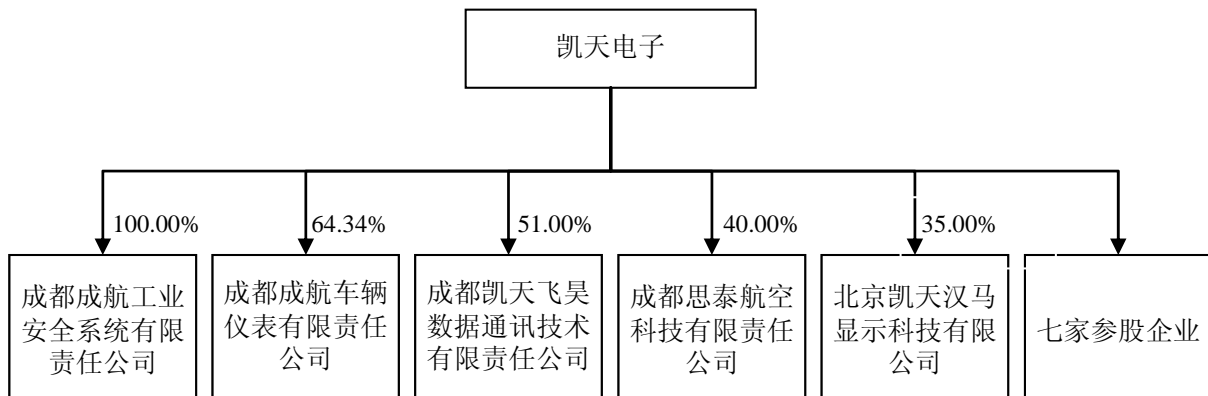 凯天电子
100.00%
64.34%
51.00%
40.00%
35.00%
成都成航工业
安全系统有限
责任公司
成都成航车辆
仪表有限责任
公司
成都凯天飞昊
数据通讯技术
有限责任公司
成都思泰航空
科技有限责任
公司
北京凯天汉马
显示科技有限
公司
七家参股企业